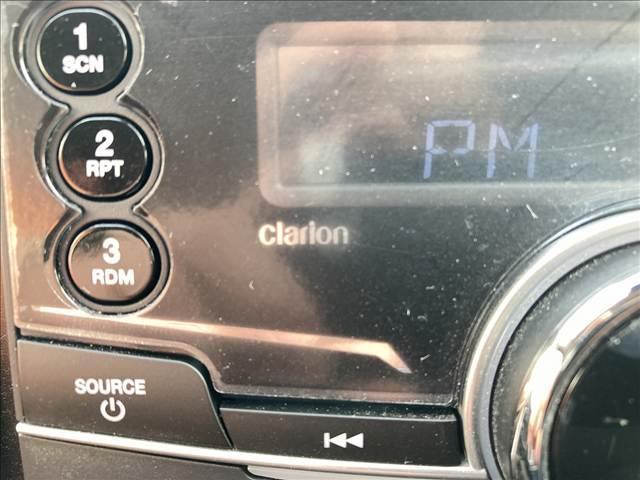 1
SCN
2
RPT
3
RDM
PM
clarion
SOURCE